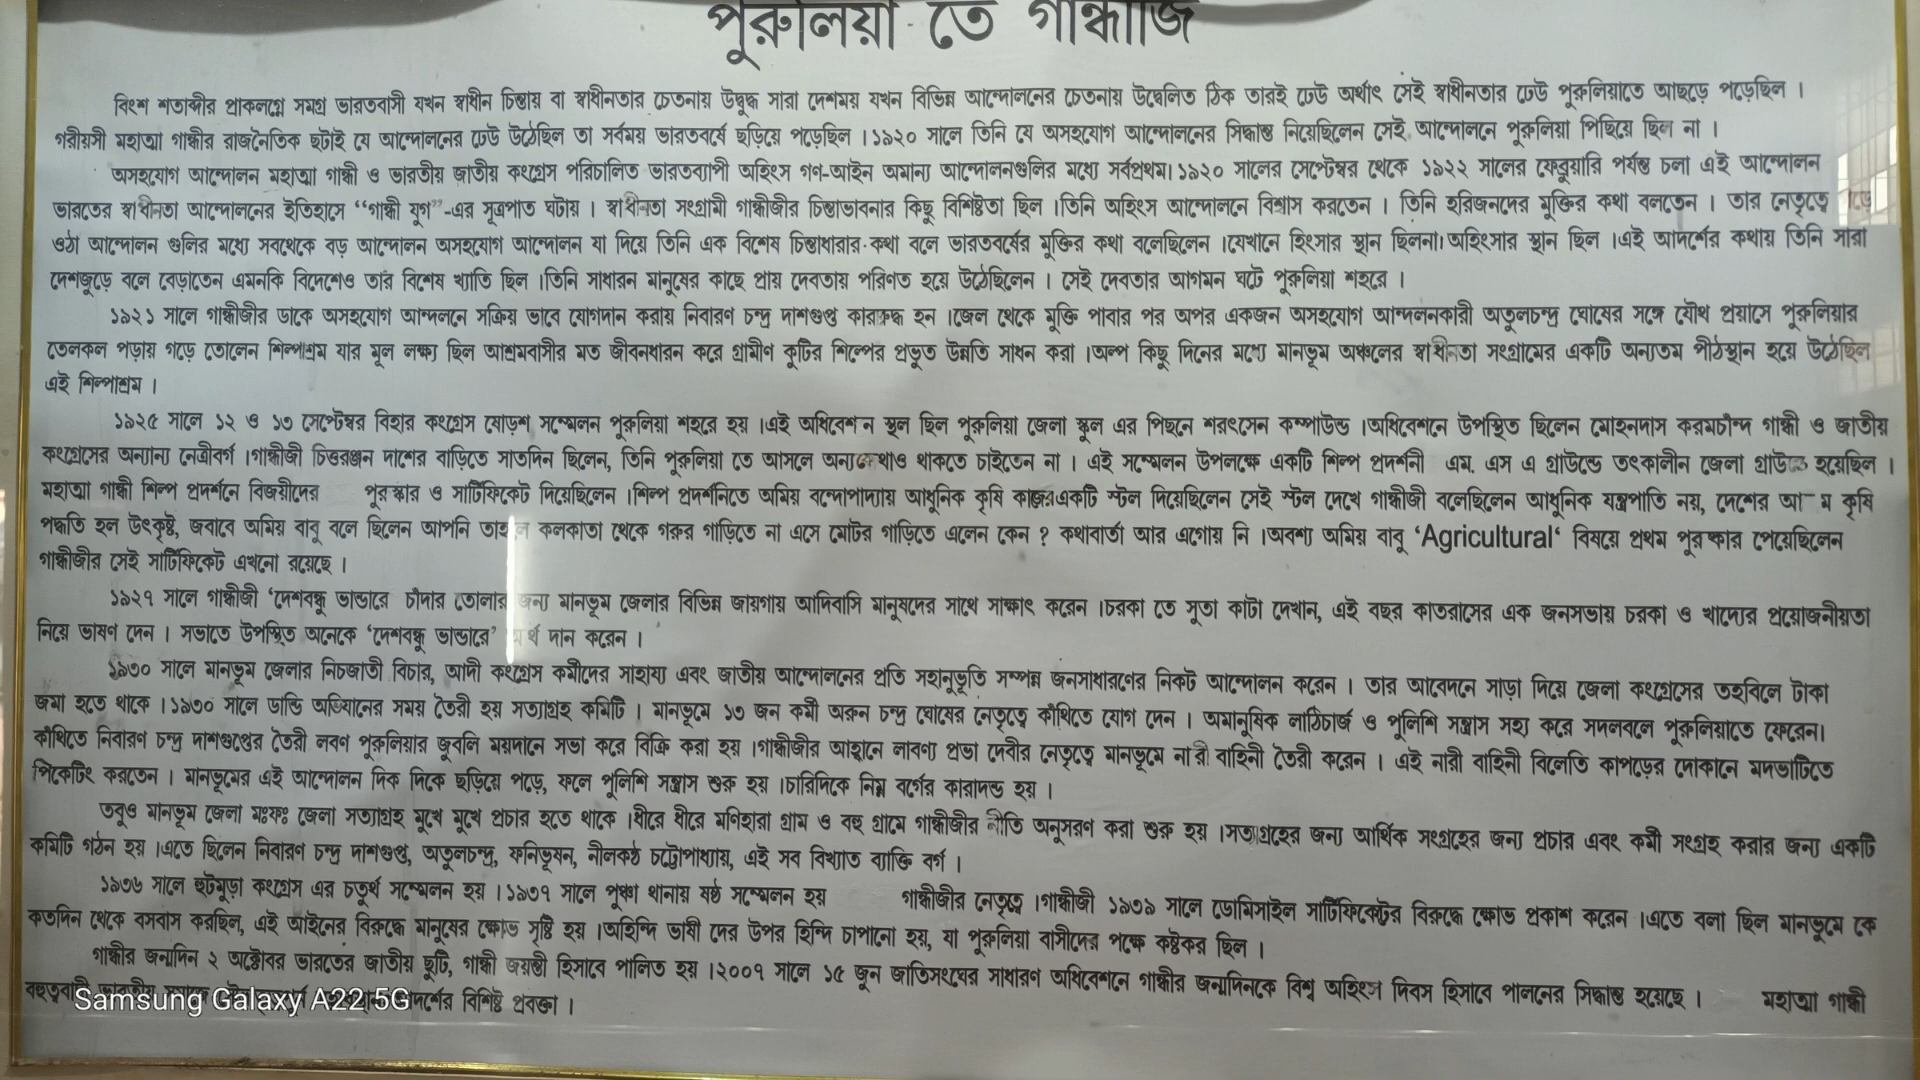 পুরুলিয়া তে গান্ধীজি
বিংশ শতাব্দীর প্রাকলগ্নে সমগ্র ভারতবাসী যখন স্বাধীন চিন্তায় বা স্বাধীনতার চেতনায় উদ্বুদ্ধ সারা দেশময় যখন বিভিন্ন আন্দোলনের চেতনায় উদ্বেলিত ঠিক তারই ঢেউ অর্থাৎ সেই স্বাধীনতার ঢেউ পুরুলিয়াতে আছড়ে পড়েছিল ।
গরীয়সী মহাত্মা গান্ধীর রাজনৈতিক ছটাই যে আন্দোলনের ঢেউ উঠেছিল তা সর্বময় ভারতবর্ষে ছড়িয়ে পড়েছিল । ১৯২০ সালে তিনি যে অসহযোগ আন্দোলনের সিদ্ধান্ত নিয়েছিলেন সেই আন্দোলনে পুরুলিয়া পিছিয়ে ছিল না ।
অসহযোগ আন্দোলন মহাত্মা গান্ধী ও ভারতীয় জাতীয় কংগ্রেস পরিচালিত ভারতব্যাপী অহিংস গণ-আইন অমান্য আন্দোলনগুলির মধ্যে সর্বপ্রথম। ১৯২০ সালের সেপ্টেম্বর থেকে ১৯২২ সালের ফেব্রুয়ারি পর্যন্ত চলা এই আন্দোলন
ভারতের স্বাধীনতা আন্দোলনের ইতিহাসে “গান্ধী যুগ”-এর সূত্রপাত ঘটায় । স্বাধীনতা সংগ্রামী গান্ধীজীর চিন্তাভাবনার কিছু বিশিষ্টতা ছিল ।তিনি অহিংস আন্দোলনে বিশ্বাস করতেন । তিনি হরিজনদের মুক্তির কথা বলতেন । তার নেতৃত্বে
ওঠা আন্দোলন গুলির মধ্যে সবথেকে বড় আন্দোলন অসহযোগ আন্দোলন যা দিয়ে তিনি এক বিশেষ চিন্তাধারার কথা বলে ভারতবর্ষের মুক্তির কথা বলেছিলেন ।যেখানে হিংসার স্থান ছিলনা। অহিংসার স্থান ছিল ।এই আদর্শের কথায় তিনি সারা
দেশজুড়ে বলে বেড়াতেন এমনকি বিদেশেও তার বিশেষ খ্যাতি ছিল ।তিনি সাধারন মানুষের কাছে প্রায় দেবতায় পরিণত হয়ে উঠেছিলেন । সেই দেবতার আগমন ঘটে পুরুলিয়া শহরে ।
১৯২১ সালে গান্ধীজীর ডাকে অসহযোগ আন্দলনে সক্রিয় ভাবে যোগদান করায় নিবারণ চন্দ্র দাশগুপ্ত কারারুদ্ধ হন ।জেল থেকে মুক্তি পাবার পর অপর একজন অসহযোগ আন্দলনকারী অতুলচন্দ্র ঘোষের সঙ্গে যৌথ প্রয়াসে পুরুলিয়ার
তেলকল পাড়ায় গড়ে তোলেন শিল্পাশ্রম যার মূল লক্ষ্য ছিল আশ্রমবাসীর মত জীবনধারন করে গ্রামীণ কুটির শিল্পের প্রভূত উন্নতি সাধন করা ।অল্প কিছু দিনের মধ্যে মানভূম অঞ্চলের স্বাধীনতা সংগ্রামের একটি অন্যতম পীঠস্থান হয়ে উঠেছিল
এই শিল্পাশ্রম ।
১৯২৫ সালে ১২ ও ১৩ সেপ্টেম্বর বিহার কংগ্রেস ষোড়শ সম্মেলন পুরুলিয়া শহরে হয় ।এই অধিবেশন স্থল ছিল পুরুলিয়া জেলা স্কুল এর পিছনে শরৎসেন কম্পাউন্ড ।অধিবেশনে উপস্থিত ছিলেন মোহনদাস করমচাঁন্দ গান্ধী ও জাতীয়
কংগ্রেসের অন্যান্য নেত্রীবর্গ ।গান্ধীজী চিত্তরঞ্জন দাশের বাড়িতে সাতদিন ছিলেন, তিনি পুরুলিয়া তে আসলে অন্যকোথাও থাকতে চাইতেন না । এই সম্মেলন উপলক্ষে একটি শিল্প প্রদর্শনী এম. এস এ গ্রাউন্ডে তৎকালীন জেলা গ্রাউন্ডে হয়েছিল ।
মহাত্মা গান্ধী শিল্প প্রদর্শনে বিজয়ীদের পুরস্কার ও সার্টিফিকেট দিয়েছিলেন ।শিল্প প্রদর্শনিতে অমিয় বন্দোপাদ্যায় আধুনিক কৃষি কাজের একটি স্টল দিয়েছিলেন সেই স্টল দেখে গান্ধীজী বলেছিলেন আধুনিক যন্ত্রপাতি নয়, দেশের কৃষি
পদ্ধতি হল উৎকৃষ্ট, জবাবে অমিয় বাবু বলে ছিলেন আপনি কলকাতা থেকে গরুর গাড়িতে না এসে মোটর গাড়িতে এলেন কেন ? কথাবার্তা আর এগোয় নি ।অবশ্য অমিয় বাবু ‘Agricultural‘ বিষয়ে প্রথম পুরস্কার পেয়েছিলেন
গান্ধীজীর সেই সার্টিফিকেট এখনো রয়েছে ।
১৯২৭ সালে গান্ধীজী ‘দেশবন্ধু ভান্ডারে চাঁদার তোলার জন্য মানভূম জেলার বিভিন্ন জায়গায় আদিবাসি মানুষদের সাথে সাক্ষাৎ করেন ।চরকা তে সুতা কাটা দেখান, এই বছর কাতরাসের এক জনসভায় চরকা ও খাদ্যের প্রয়োজনীয়তা
নিয়ে ভাষণ দেন । সভাতে উপস্থিত অনেকে ‘দেশবন্ধু ভান্ডারে’ অর্থ দান করেন ।
১৯৩০ সালে মানভূম জেলার নিচজাতী বিচার, আদী কংগ্রেস কর্মীদের সাহায্য এবং জাতীয় আন্দোলনের প্রতি সহানুভূতি সম্পন্ন জনসাধারণের নিকট আন্দোলন করেন । তার আবেদনে সাড়া দিয়ে জেলা কংগ্রেসের তহবিলে টাকা
জমা হতে থাকে । ১৯৩০ সালে ডান্ডি অভিযানের সময় তৈরী হয় সত্যাগ্রহ কমিটি । মানভূমে ১৩ জন কর্মী অরুন চন্দ্র ঘোষের নেতৃত্বে কাঁথিতে যোগ দেন । অমানুষিক লাঠিচার্জ ও পুলিশি সন্ত্রাস সহ্য করে সদলবলে পুরুলিয়াতে ফেরেন।
কাঁথিতে নিবারণ চন্দ্র দাশগুপ্তের তৈরী লবণ পুরুলিয়ার জুবলি ময়দানে সভা করে বিক্রি করা হয় ।গান্ধীজীর আহ্বানে লাবণ্য প্রভা দেবীর নেতৃত্বে মানভূমে নারী বাহিনী তৈরী করেন । এই নারী বাহিনী বিলেতি কাপড়ের দোকানে মদভাটিতে
পিকেটিং করতেন । মানভূমের এই আন্দোলন দিক দিকে ছড়িয়ে পড়ে, ফলে পুলিশি সন্ত্রাস শুরু হয় ।চারিদিকে নিম্ন বর্গের কারাদন্ড হয় ।
তবুও মানভূম জেলা মঃফঃ জেলা সত্যাগ্রহ মুখে মুখে প্রচার হতে থাকে ।ধীরে ধীরে মণিহারা গ্রাম ও বহু গ্রামে গান্ধীজীর নীতি অনুসরণ করা শুরু হয় ।সত্যাগ্রহের জন্য আর্থিক সংগ্রহের জন্য প্রচার এবং কর্মী সংগ্রহ করার জন্য একটি
কমিটি গঠন হয় ।এতে ছিলেন নিবারণ চন্দ্র দাশগুপ্ত, অতুলচন্দ্র, ফনিভূষন, নীলকন্ঠ চট্টোপাধ্যায়, এই সব বিখ্যাত ব্যাক্তি বর্গ ।
১৯৩৬ সালে হুটমুড়া কংগ্রেস এর চতুর্থ সম্মেলন হয় । ১৯৩৭ সালে পুঞ্চা থানায় ষষ্ঠ সম্মেলন হয় গান্ধীজীর নেতৃত্বে ।গান্ধীজী ১৯৩৯ সালে ডোমিসাইল সার্টিফিকেটের বিরুদ্ধে ক্ষোভ প্রকাশ করেন ।এতে বলা ছিল মানভূমে কে
কতদিন থেকে বসবাস করছিল, এই আইনের বিরুদ্ধে মানুষের ক্ষোভ সৃষ্টি হয় ।অহিন্দি ভাষী দের উপর হিন্দি চাপানো হয়, যা পুরুলিয়া বাসীদের পক্ষে কষ্টকর ছিল ।
গান্ধীর জন্মদিন ২ অক্টোবর ভারতের জাতীয় ছুটি, গান্ধী জয়ন্তী হিসাবে পালিত হয় ।২০০৭ সালে ১৫ জুন জাতিসংঘের সাধারণ অধিবেশনে গান্ধীর জন্মদিনকে বিশ্ব অহিংস দিবস হিসাবে পালনের সিদ্ধান্ত হয়েছে । মহাত্মা গান্ধী
বহুত্ববাদী বিশিষ্ট প্রবক্তা ।
Samsung Galaxy A22 5G